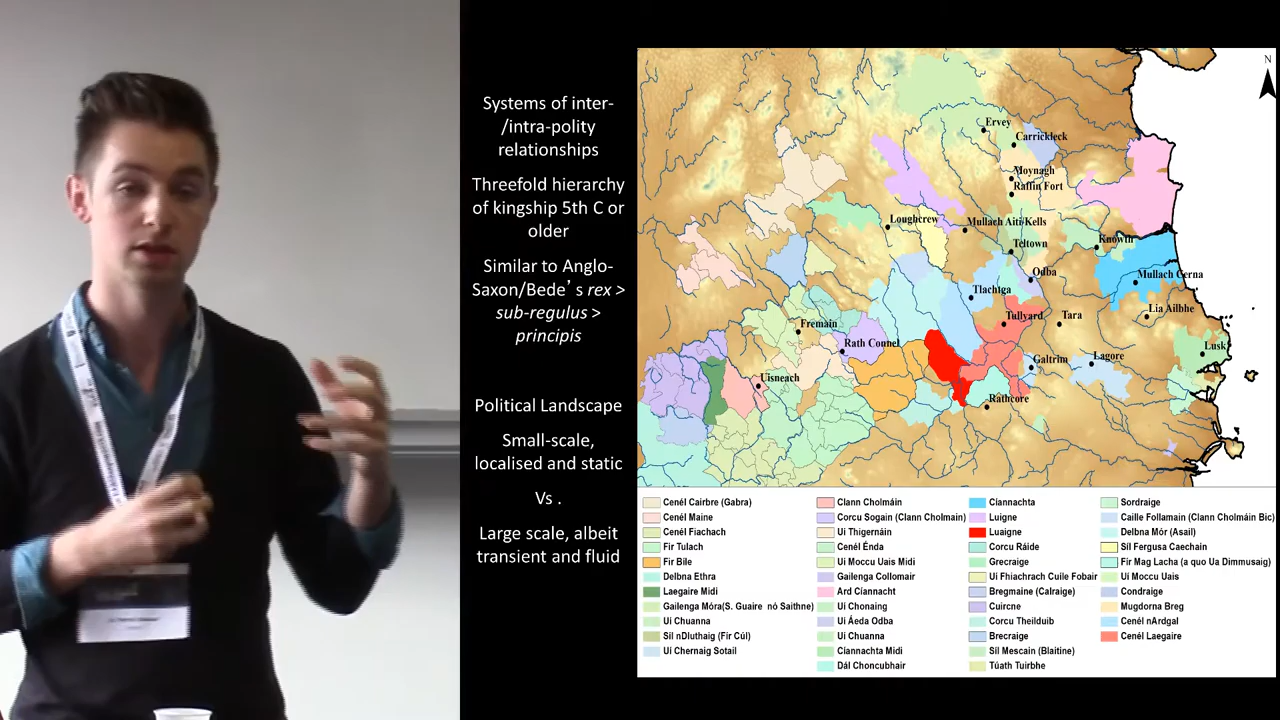 Systems of inter-
/intra-polity
relationships
Threefold hierarchy
of kingship 5th C or
older
Similar to Anglo-
Saxon/Bede's rex >
sub-regulus >
principis
Political Landscape
Small-scale,
localised and static
Vs .
Large scale, albeit
transient and fluid
N
Ervey
Carrickleck
Moynagh
Raffin Fort
Loughcrew
Mullach Aiti
Kells
Teltown
Knowth
Odba
Mullach Cerna
Tlachtga
Lia Ailbhe
Fremain
Tullyard
Tara
Rath Connel
Lusk
Galtrim
Lagore
Uisneach
Rathcore
Cenél Cairbre (Gabra)
Cenél Maine
Cenél Fiachach
Fir Tulach
Fir Bile
Delbna Ethra
Laegaire Midi
Gailenga Móra(S. Guaire nó Saithne)
Uí Chuanna
Síl nDluthaig (Fir Cúl)
Uí Chernaig Sotail
Clann Cholmáin
Corcu Sogain (Clann Cholmain)
Uí Thigernáin
Cenél Énda
Uí Moccu Uais Midi
Gailenga Collomair
Ard Ciannacht
Uí Chonaing
Uí Áeda Odba
Uí Chuanna
Ciannachta Midi
Dál Choncubhair
Ciannachta
Luigne
Luaigne
Corcu Ráide
Grecraige
Uí Fhiachrach Cuile Fobair
Bregmaine (Calraige)
Cuircne
Corcu Theilduib
Brecraige
Síl Mescain (Blaitine)
Túath Tuirbhe
Sordraige
Caille Follamain (Clann Cholmáin Bic)
Delbna Mór (Asail)
Síl Fergusa Caechain
Fir Mag Lacha (a quo Ua Dimmusaig)
Uí Moccu Uais
Condraige
Mugdorna Breg
Cenél nArdgal
Cenél Laegaire